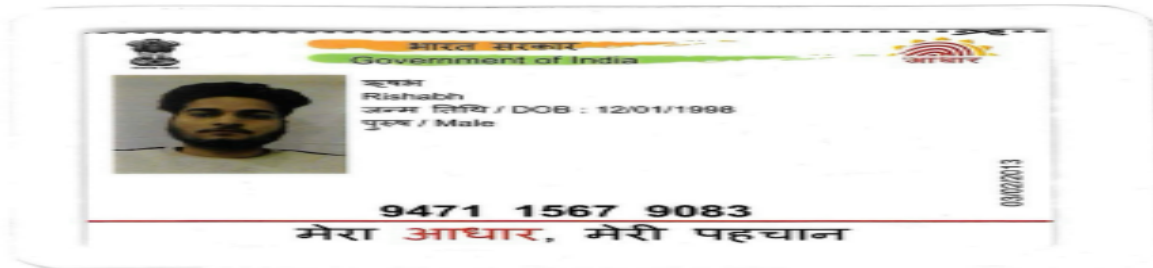 भारत सरकार
Government of India
आधार
ऋषभ
Rishabh
जन्म तिथि / DOB : 12/01/1998
पुरुष / Male
03/02/2013
9471 1567 9083
मेरा आधार, मेरी पहचान